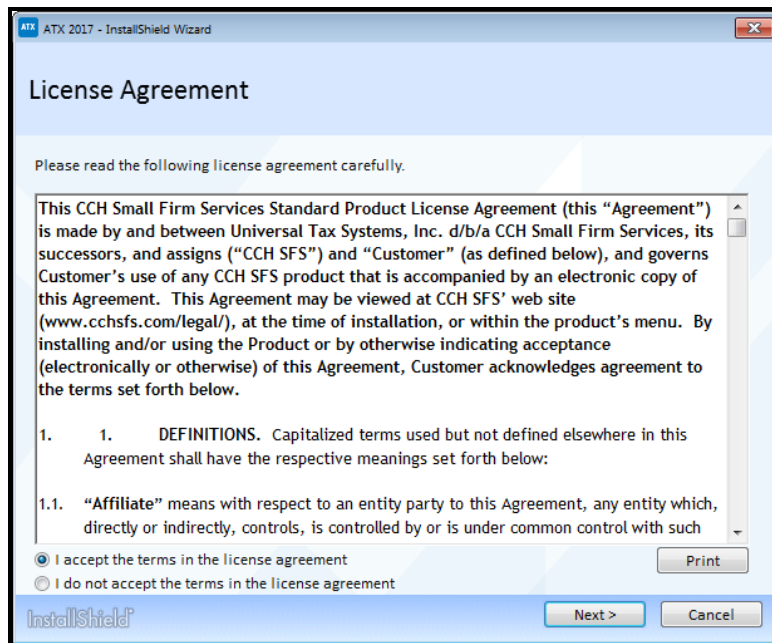 ATX ATX 2017 - InstallShield Wizard
License Agreement
Please read the following license agreement carefully.
This CCH Small Firm Services Standard Product License Agreement (this “Agreement”)
is made by and between Universal Tax Systems, Inc. d/b/a CCH Small Firm Services, its
successors, and assigns (“CCH SFS”) and “Customer” (as defined below), and governs
Customer’s use of any CCH SFS product that is accompanied by an electronic copy of
this Agreement.  This Agreement may be viewed at CCH SFS’ web site
(www.cchsfs.com/legal/), at the time of installation, or within the product’s menu.  By
installing and/or using the Product or by otherwise indicating acceptance
(electronically or otherwise) of this Agreement, Customer acknowledges agreement to
the terms set forth below.
1. 1. DEFINITIONS.  Capitalized terms used but not defined elsewhere in this
Agreement shall have the respective meanings set forth below:
1.1. “Affiliate” means with respect to an entity party to this Agreement, any entity which,
directly or indirectly, controls, is controlled by or is under common control with such
I accept the terms in the license agreement
Print
I do not accept the terms in the license agreement
InstallShield
Next >
Cancel